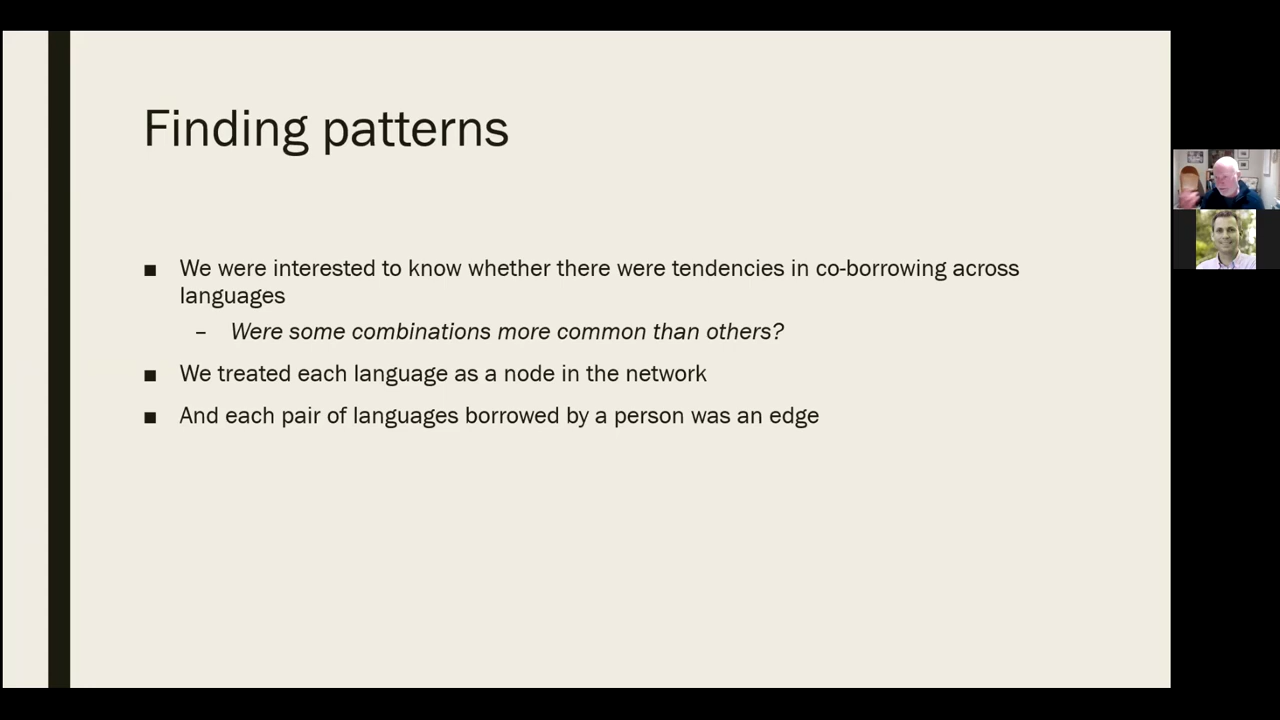 Finding patterns
■ We were interested to know whether there were tendencies in co-borrowing across
languages
– Were some combinations more common than others?
■ We treated each language as a node in the network
■ And each pair of languages borrowed by a person was an edge